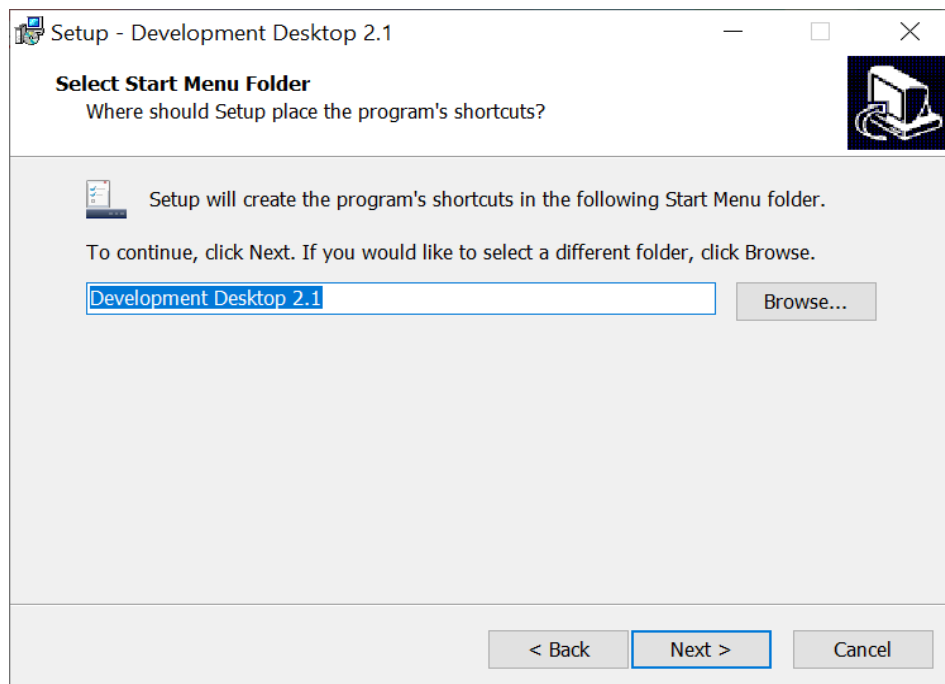 Setup - Development Desktop 2.1
Select Start Menu Folder
Where should Setup place the program's shortcuts?
Setup will create the program's shortcuts in the following Start Menu folder.
To continue, click Next. If you would like to select a different folder, click Browse.
Development Desktop 2.1
Browse...
< Back
Next >
Cancel